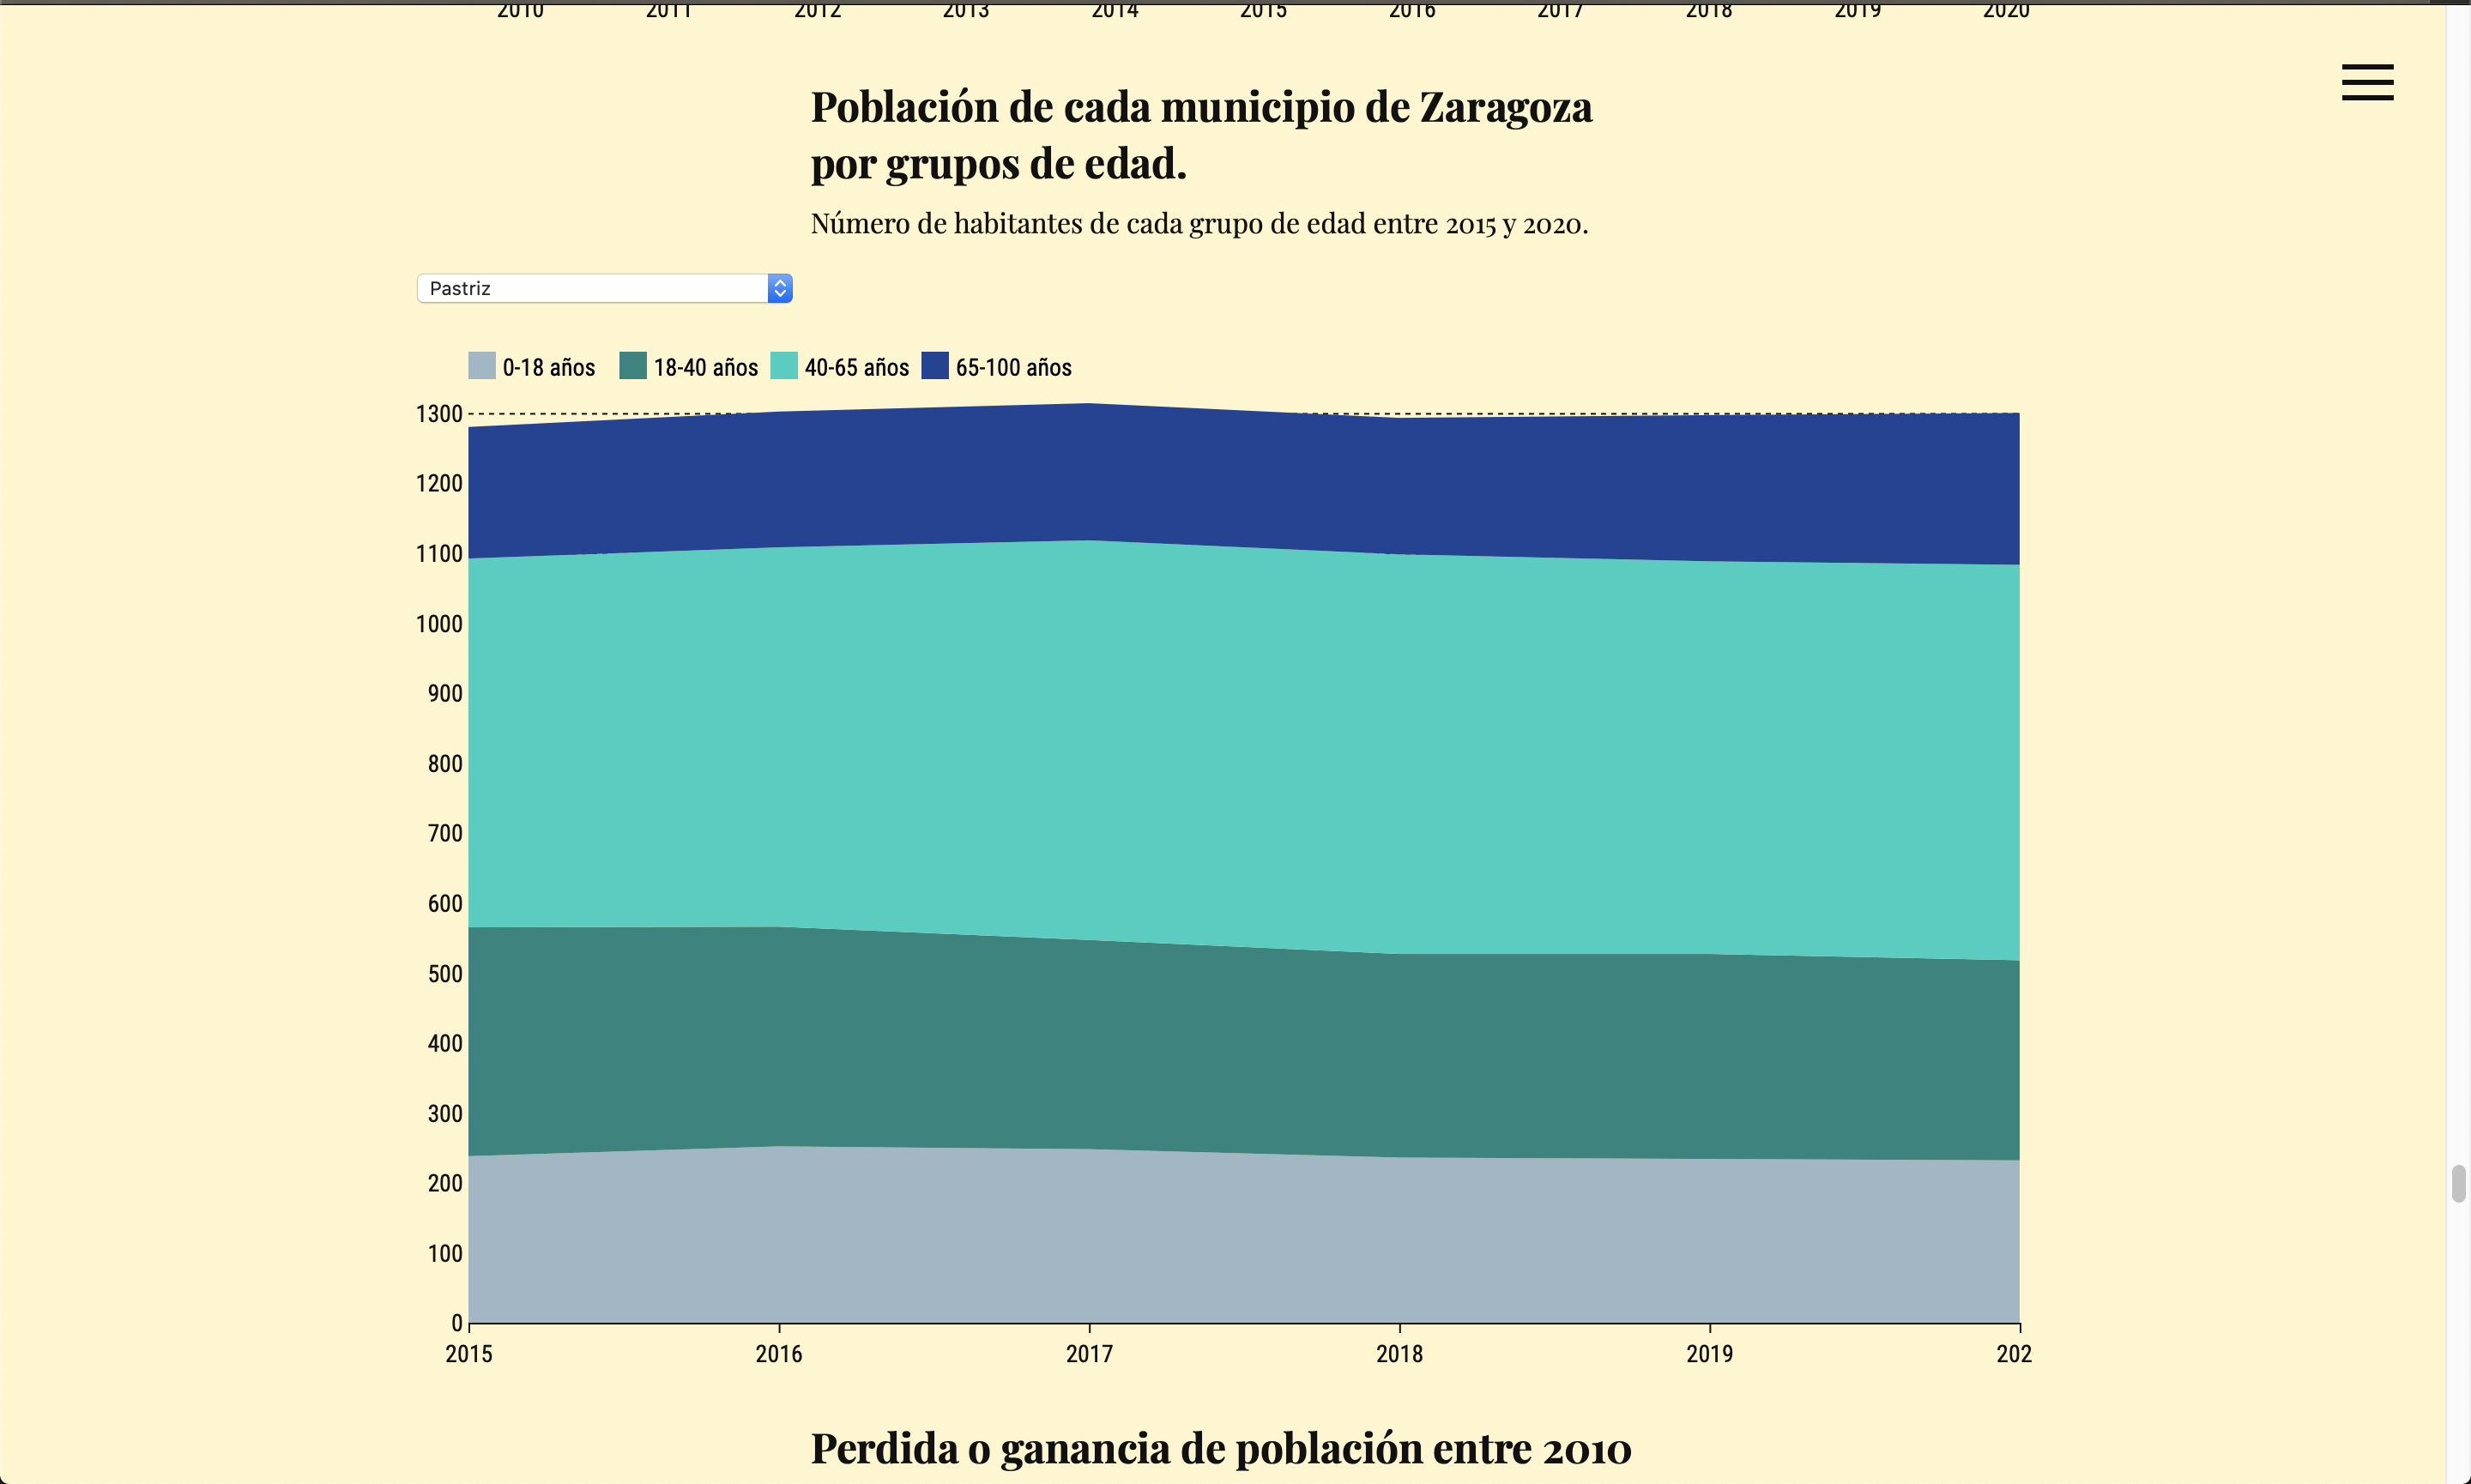 2010 2011 2012 2013 2014 2015 2016 2017 2018 2019 2020
Población de cada municipio de Zaragoza
por grupos de edad.
Número de habitantes de cada grupo de edad entre 2015 y 2020.
Pastriz
0-18 años 18-40 años 40-65 años 65-100 años
1300
1200
1100
1000
900
800
700
600
500
400
300
200
100
0
2015 2016 2017 2018 2019 202
Perdida o ganancia de población entre 2010